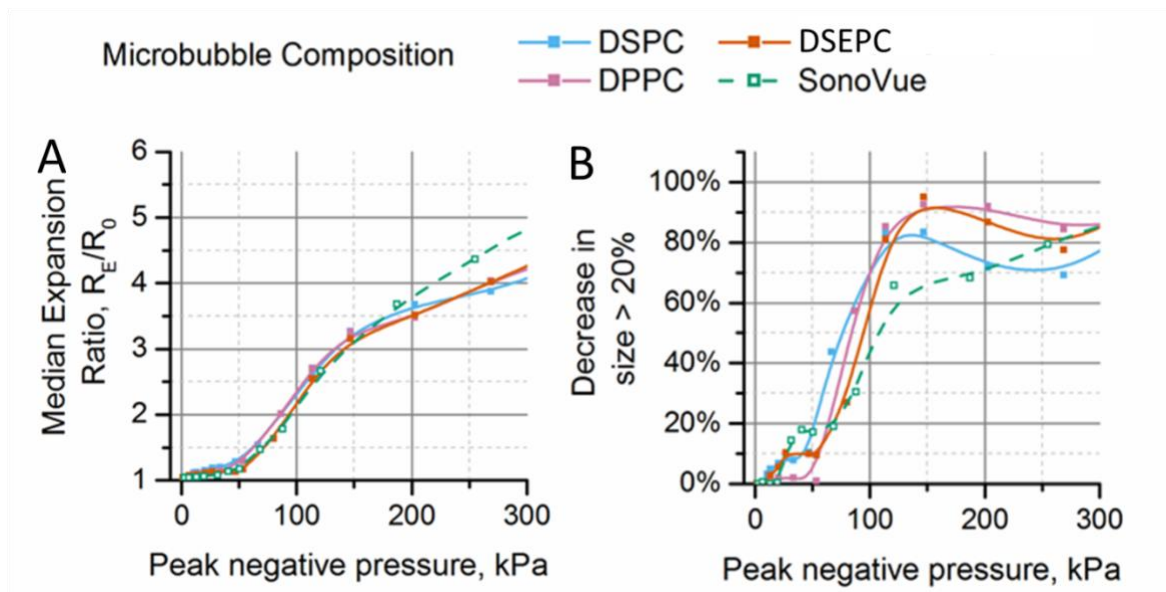 Microbubble Composition
DSPC
DSEPC
DPPC
SonoVue
A
Median Expansion
Ratio, RE/R0
6
5
4
3
2
1
0
100
200
300
Peak negative pressure, kPa
B
Decrease in
size > 20%
100%
80%
60%
40%
20%
0%
0
100
200
300
Peak negative pressure, kPa